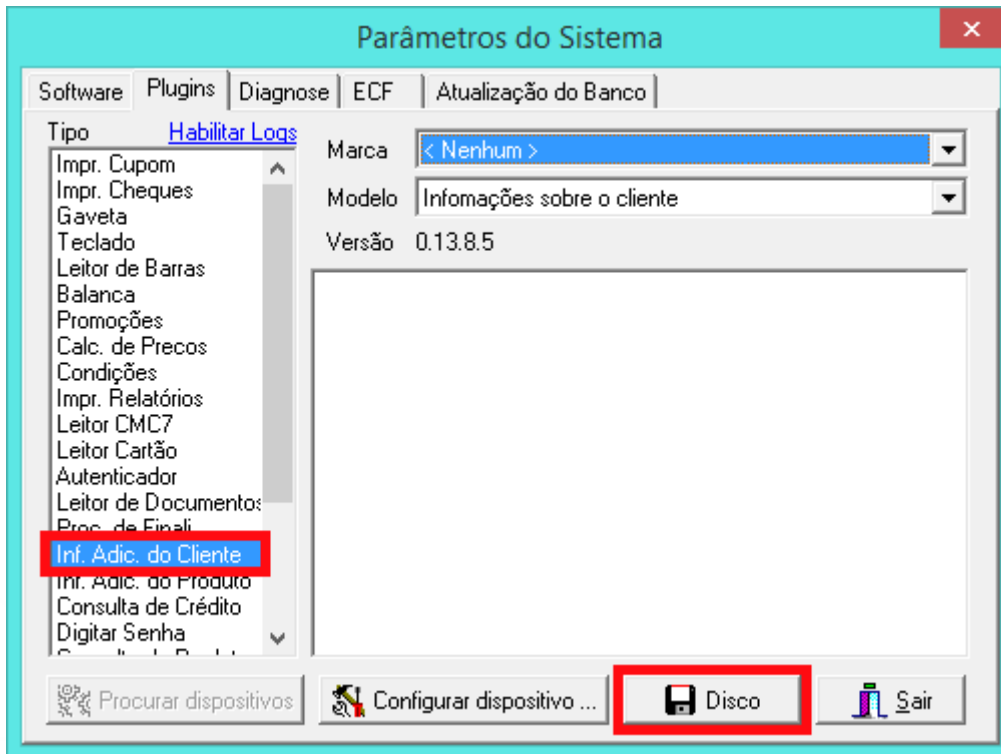 Parâmetros do Sistema
Software Plugins Diagnose ECF Atualização do Banco
Tipo Habilitar Logs
Impr. Cupom
Impr. Cheques
Gaveta
Teclado
Leitor de Barras
Balanca
Promoções
Calc. de Precos
Condições
Impr. Relatórios
Leitor CMC7
Leitor Cartão
Autenticador
Leitor de Documentos
Proc. de Finali
Inf. Adic. do Cliente
Inf. Adic. do Produto
Consulta de Crédito
Digitar Senha
Marca < Nenhum >
Modelo Infomações sobre o cliente
Versão 0.13.8.5
Procurar dispositivos Configurar dispositivo ... Disco Sair